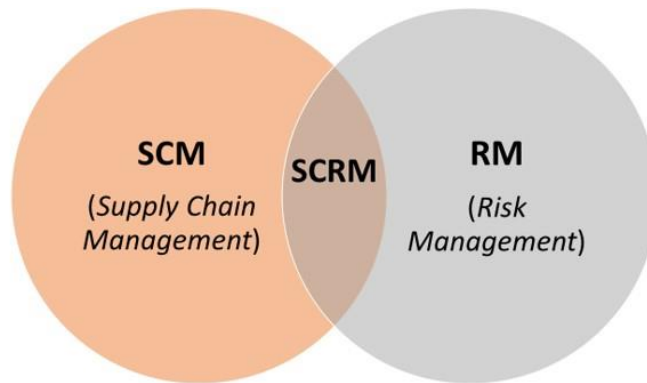 SCM
(Supply Chain
Management)
SCRM
RM
(Risk
Management)